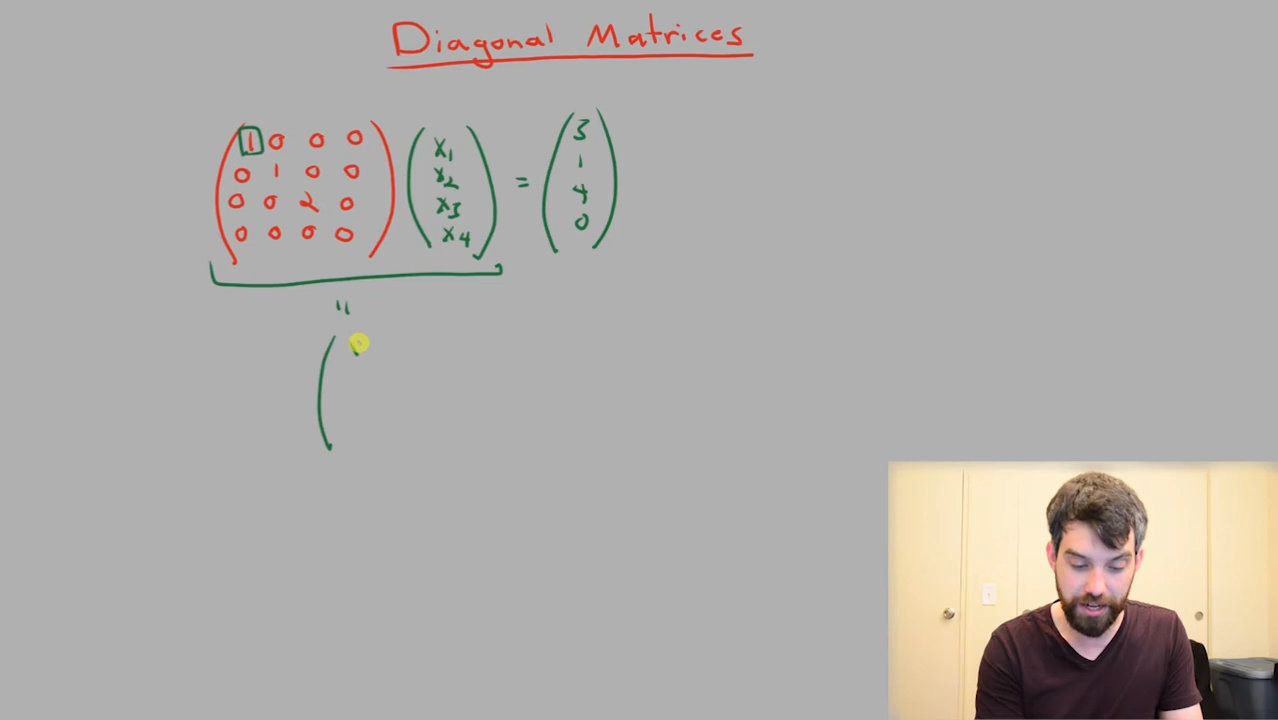 Diagonal Matrices
1 0 0 0 x1 3
0 1 0 0 x2 = 1
0 0 2 0 x3 4
0 0 0 0 x4 0
"
(